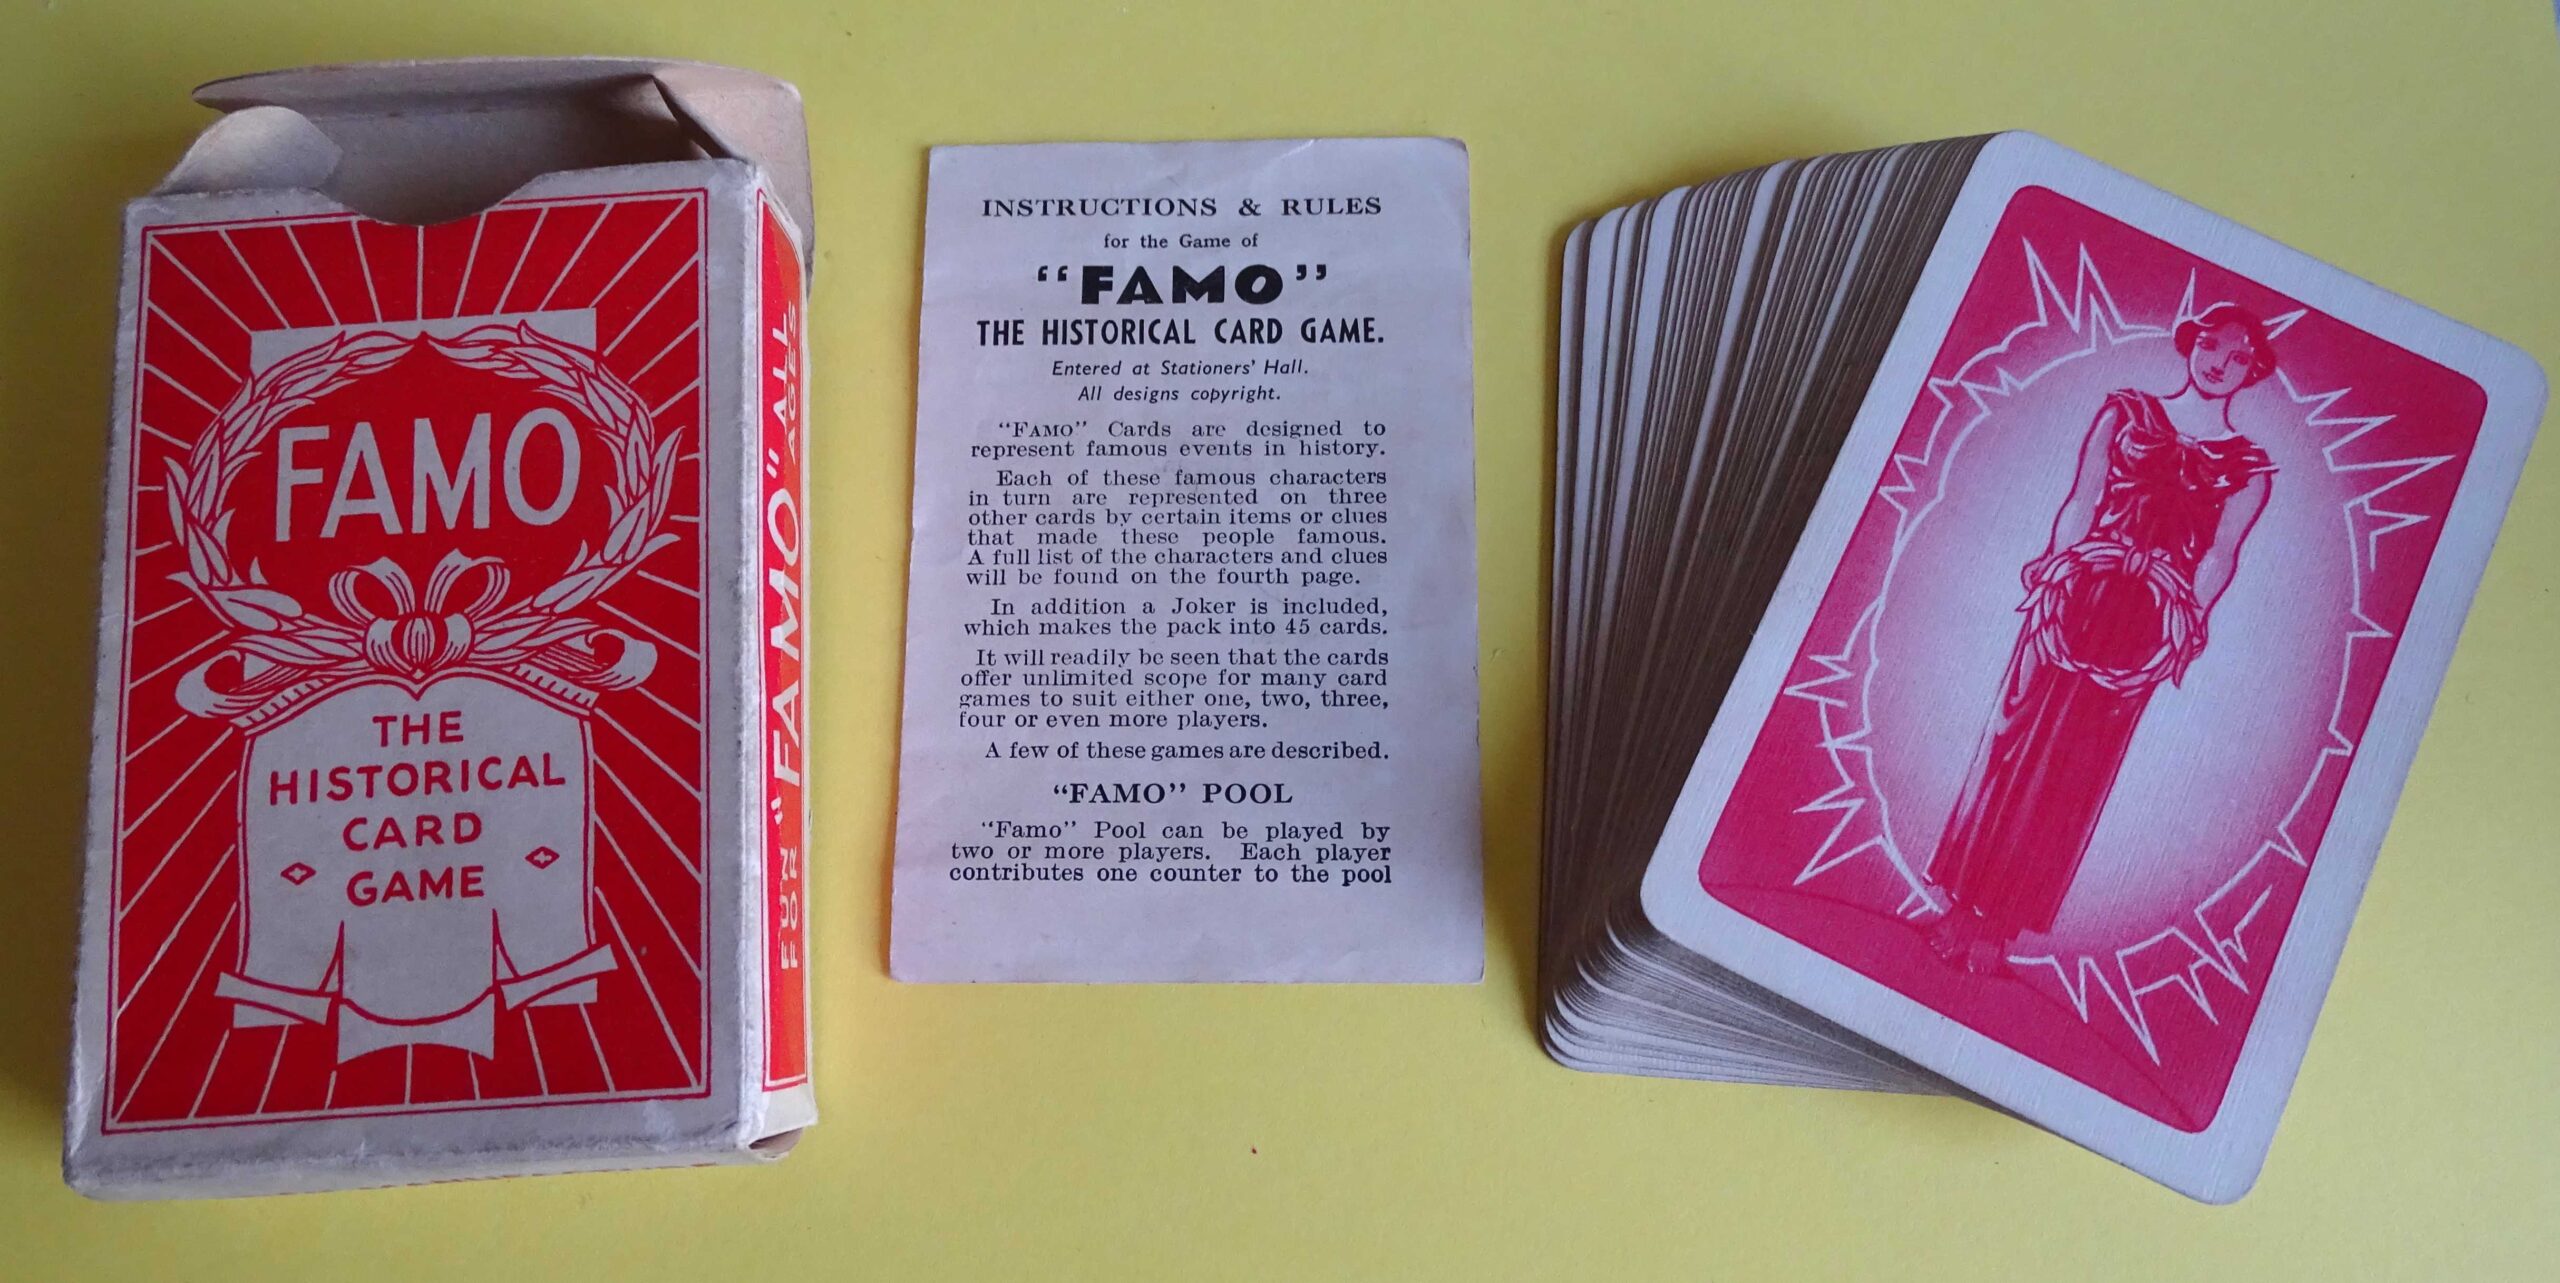 FAMO
THE
HISTORICAL
CARD
GAME
FUN "FAMO" ALL
FOR AGES
INSTRUCTIONS & RULES
for the Game of
"FAMO"
THE HISTORICAL CARD GAME.
Entered at Stationers' Hall.
All designs copyright.
"FAMO" Cards are designed to
represent famous events in history.
Each of these famous characters
in turn are represented on three
other cards by certain items or clues
that made these people famous.
A full list of the characters and clues
will be found on the fourth page.
In addition a Joker is included,
which makes the pack into 45 cards.
It will readily be seen that the cards
offer unlimited scope for many card
games to suit either one, two, three,
four or even more players.
A few of these games are described.
"FAMO" POOL
"Famo" Pool can be played by
two or more players. Each player
contributes one counter to the pool